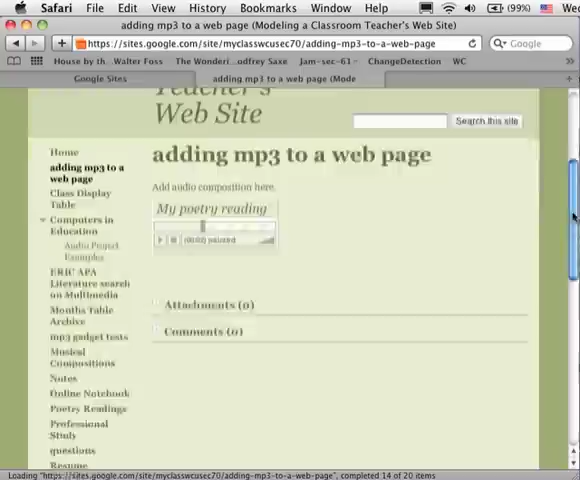 Safari File Edit View History Bookmarks Window Help (99%) Wed
adding mp3 to a web page (Modeling a Classroom Teacher's Web Site)
https://sites.google.com/site/myclasswcusec70/adding-mp3-to-a-web-page
Google
House by th.. Walter Foss The Wonderi...odfrey Saxe Jam-sec-61 ChangeDetection WC
Google Sites
adding mp3 to a web page (Mode
Teacher's
Web Site
Search this site
Home
adding mp3 to a
web page
Class Display
Table
Computers in
Education
Audio Project
Examples
ERIC APA
Literature search
on Multimedia
Months Table
Archive
mp3 gadget tests
Musical
Compositions
Notes
Online Notebook
Poetry Readings
Professional
Study
questions
Resume
adding mp3 to a web page
Add audio composition here.
My poetry reading
(00:02) paused
Attachments (0)
Comments (0)
Loading "https://sites.google.com/site/myclasswcusec70/adding-mp3-to-a-web-page", completed 14 of 20 items